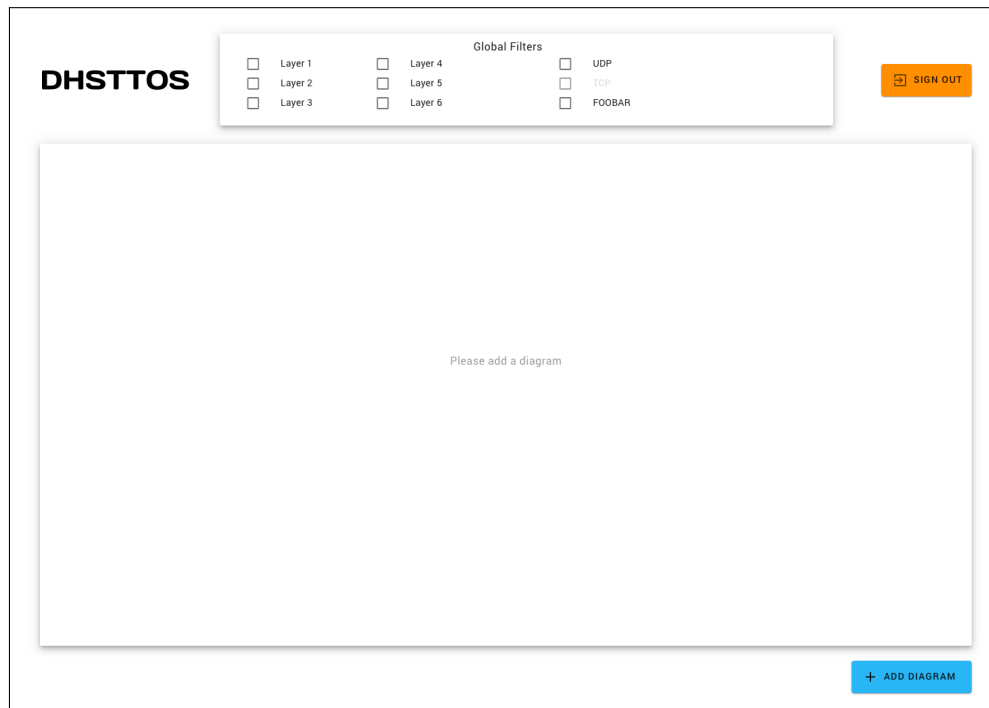 Global Filters
DHSTTOS
Layer 1 Layer 4 UDP
Layer 2 Layer 5 TCP
Layer 3 Layer 6 FOOBAR
SIGN OUT
Please add a diagram
ADD DIAGRAM